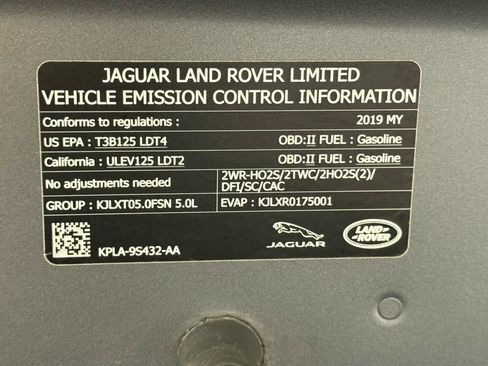 JAGUAR LAND ROVER LIMITED
VEHICLE EMISSION CONTROL INFORMATION
Conforms to regulations : 2019 MY
US EPA : T3B125 LDT4 OBD:II FUEL : Gasoline
California : ULEV125 LDT2 OBD:II FUEL : Gasoline
No adjustments needed 2WR-HO2S/2TWC/2HO2S(2)/
DFI/SC/CAC
GROUP : KJLXT05.0FSN 5.0L EVAP : KJLXR0175001
KPLA-9S432-AA
JAGUAR
LAND
ROVER